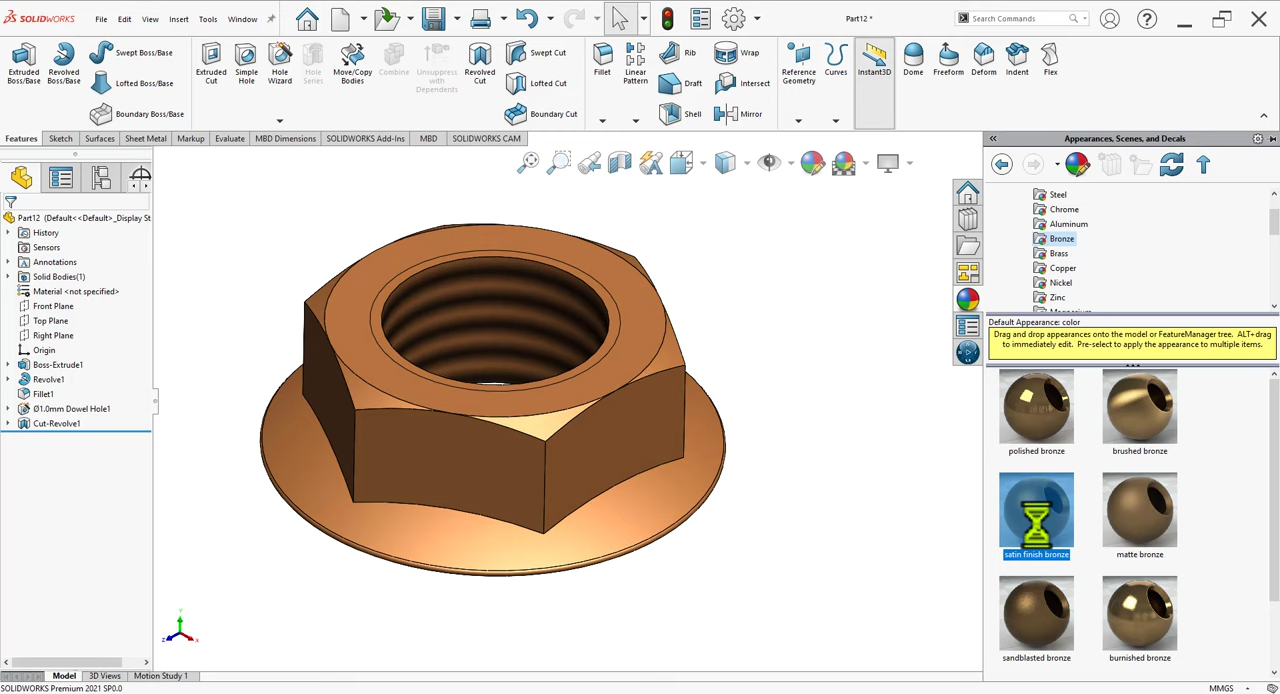 SOLIDWORKS File Edit View Insert Tools Window Part12 * Search Commands
Extruded Boss/Base
Revolved Boss/Base
Swept Boss/Base
Lofted Boss/Base
Boundary Boss/Base
Extruded Cut
Simple Hole
Hole Wizard
Hole Series
Move/Copy Bodies
Combine
Unsuppress with Dependents
Revolved Cut
Swept Cut
Lofted Cut
Boundary Cut
Fillet
Linear Pattern
Rib
Draft
Shell
Wrap
Intersect
Mirror
Reference Geometry
Curves
Instant3D
Dome
Freeform
Deform
Indent
Flex
Features Sketch Surfaces Sheet Metal Markup Evaluate MBD Dimensions SOLIDWORKS Add-Ins MBD SOLIDWORKS CAM
Part12 (Default<<Default>_Display St
History
Sensors
Annotations
Solid Bodies(1)
Material <not specified>
Front Plane
Top Plane
Right Plane
Origin
Boss-Extrude1
Revolve1
Fillet1
Ø1.0mm Dowel Hole1
Cut-Revolve1
Y
Z
X
Appearances, Scenes, and Decals
Steel
Chrome
Aluminum
Bronze
Brass
Copper
Nickel
Zinc
Magnesium
Default Appearance: color
Drag and drop appearances onto the model or FeatureManager tree. ALT+drag
to immediately edit. Pre-select to apply the appearance to multiple items.
polished bronze brushed bronze
satin finish bronze matte bronze
sandblasted bronze burnished bronze
Model 3D Views Motion Study 1
SOLIDWORKS Premium 2021 SP0.0 MMGS